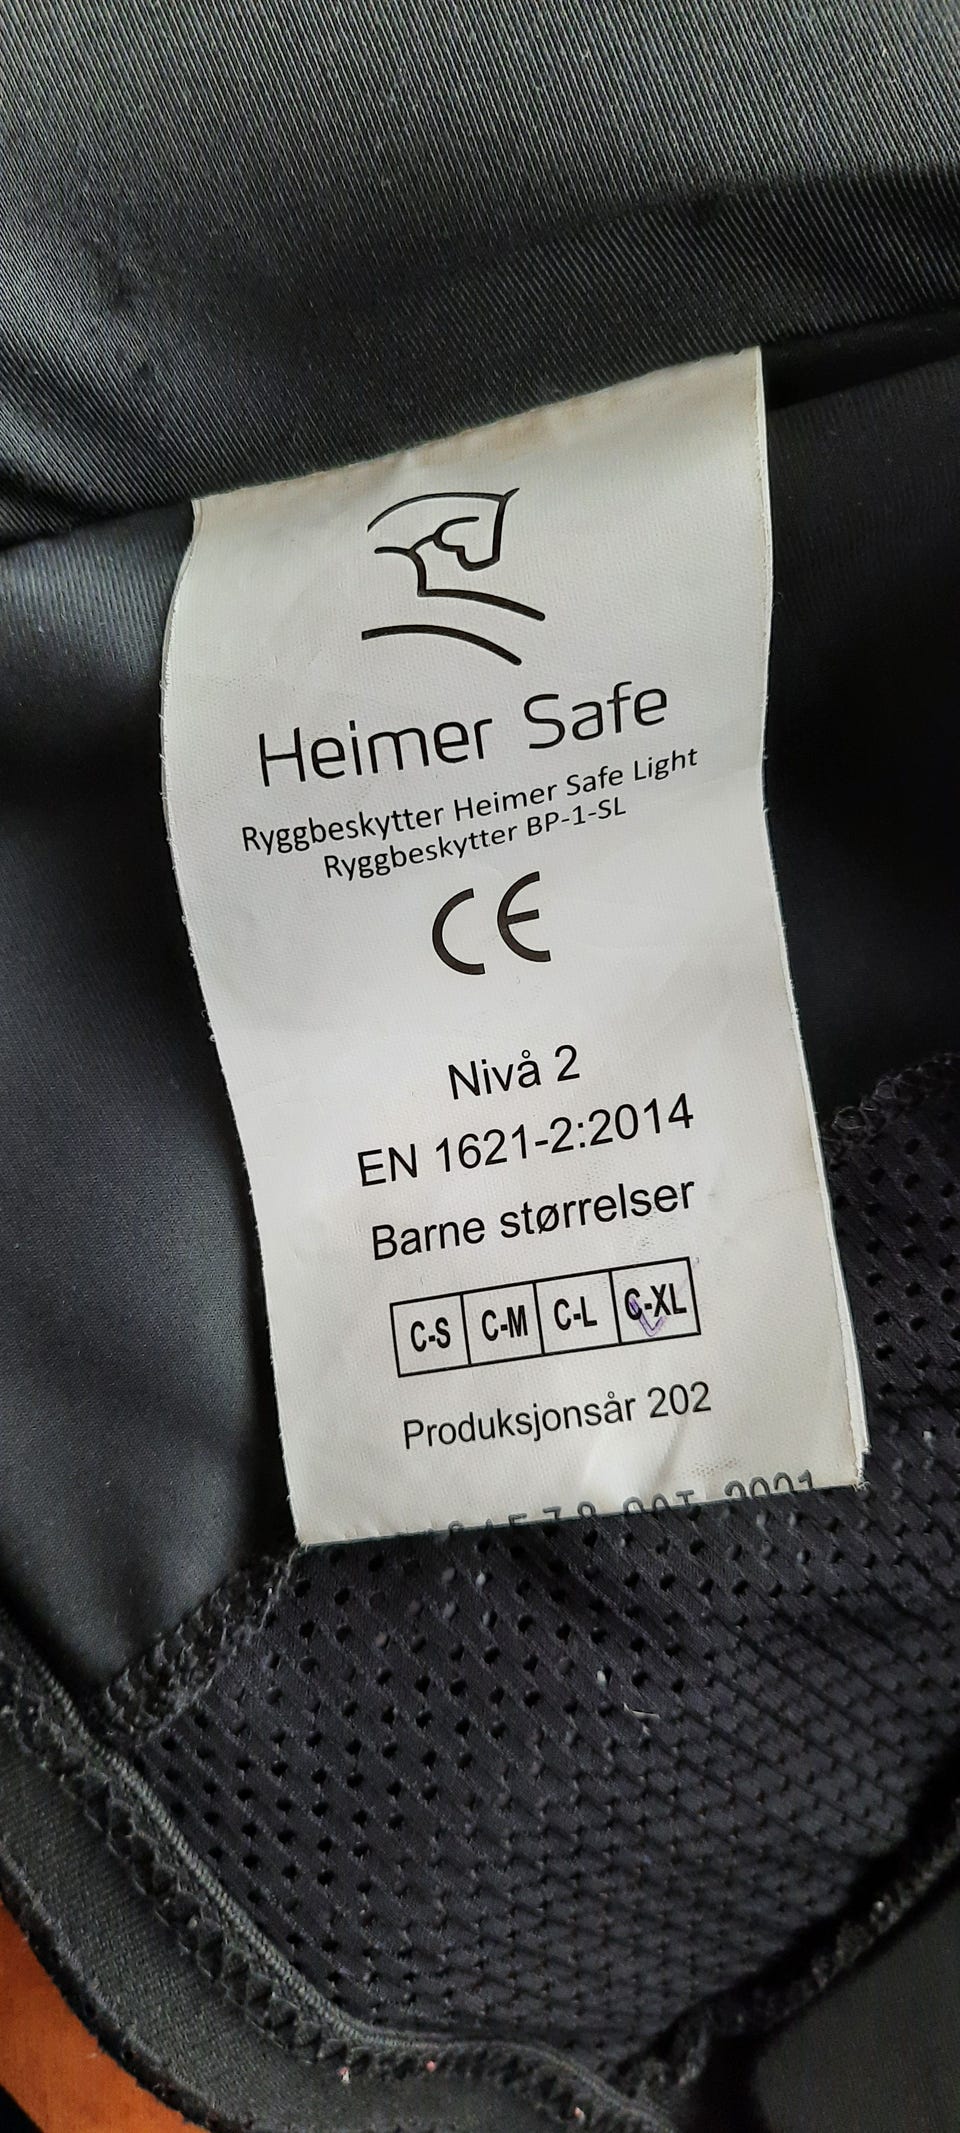 Heimer Safe
Ryggbeskytter Heimer Safe Light
Ryggbeskytter BP-1-SL
CE
Nivå 2
EN 1621-2:2014
Barne størrelser
C-S C-M C-L C-XL
Produksjonsår 202